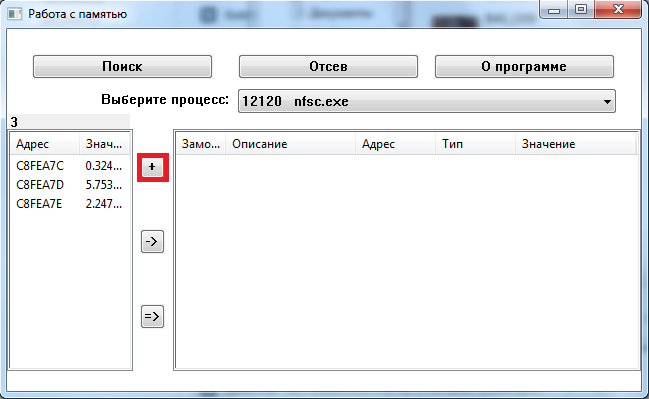 Работа с памятью
Поиск Отсев О программе
Выберите процесс: 12120 nfsc.exe
3
Адрес Знач... Замо... Описание Адрес Тип Значение
C8FEA7C 0.324... +
C8FEA7D 5.753...
C8FEA7E 2.247...
->
=>